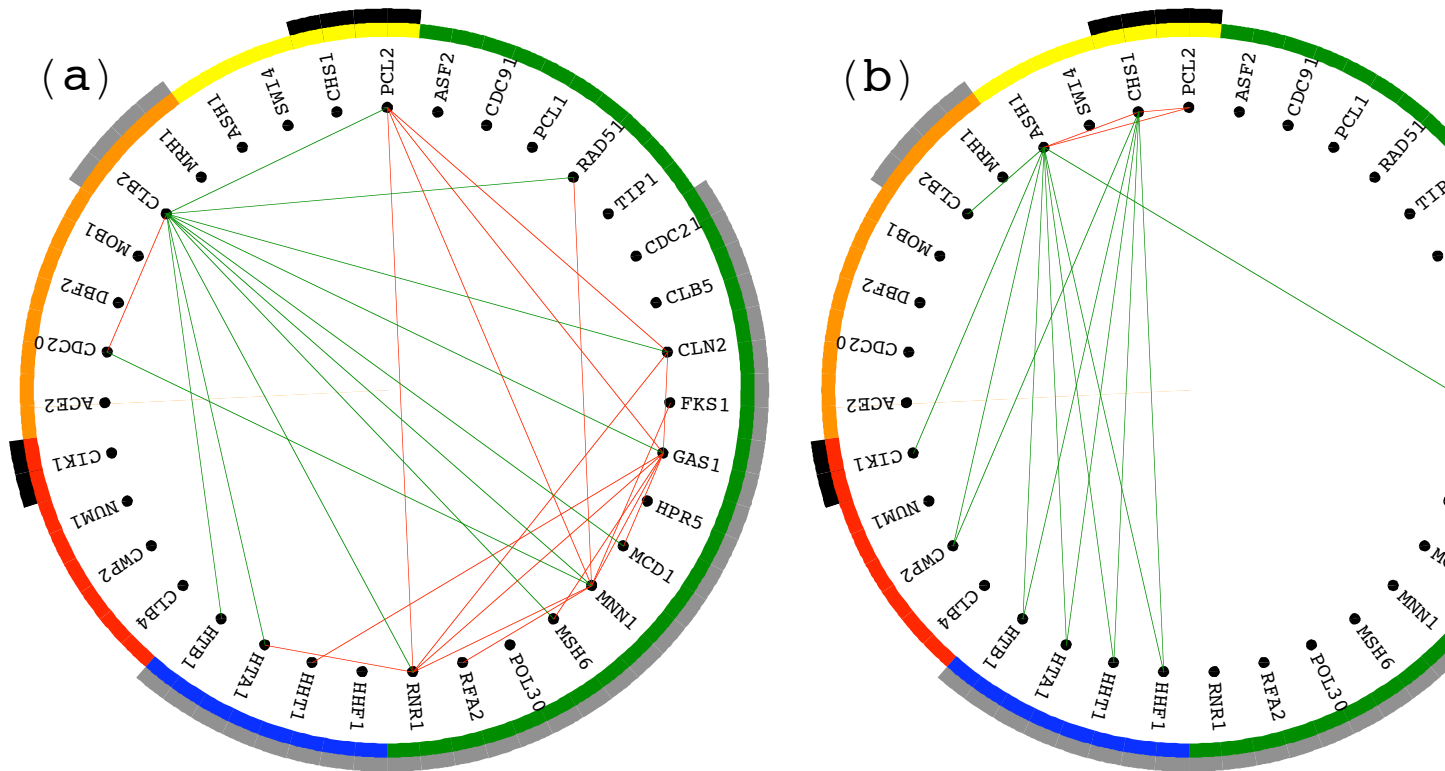 (a)
PCL2
ASF2
CDC91
PCL1
RAD51
TIP1
CDC21
CLB5
CLN2
FKS1
GAS1
HPR5
MCD1
MNN1
MSH6
POL30
RFA2
RNR1
HHF1
HHT1
HTA1
HTB1
CLB4
CWP2
NUM1
CIK1
ACE2
CDC20
DBF2
MOB1
CLB2
MRH1
ASH1
SWI4
CHS1
(b)
PCL2
ASF2
CDC91
PCL1
RAD51
TIP
MC
MNN1
MSH6
POL30
RFA2
RNR1
HHF1
HHT1
HTA1
HTB1
CLB4
CWP2
NUM1
CIK1
ACE2
CDC20
DBF2
MOB1
CLB2
MRH1
ASH1
SWI4
CHS1